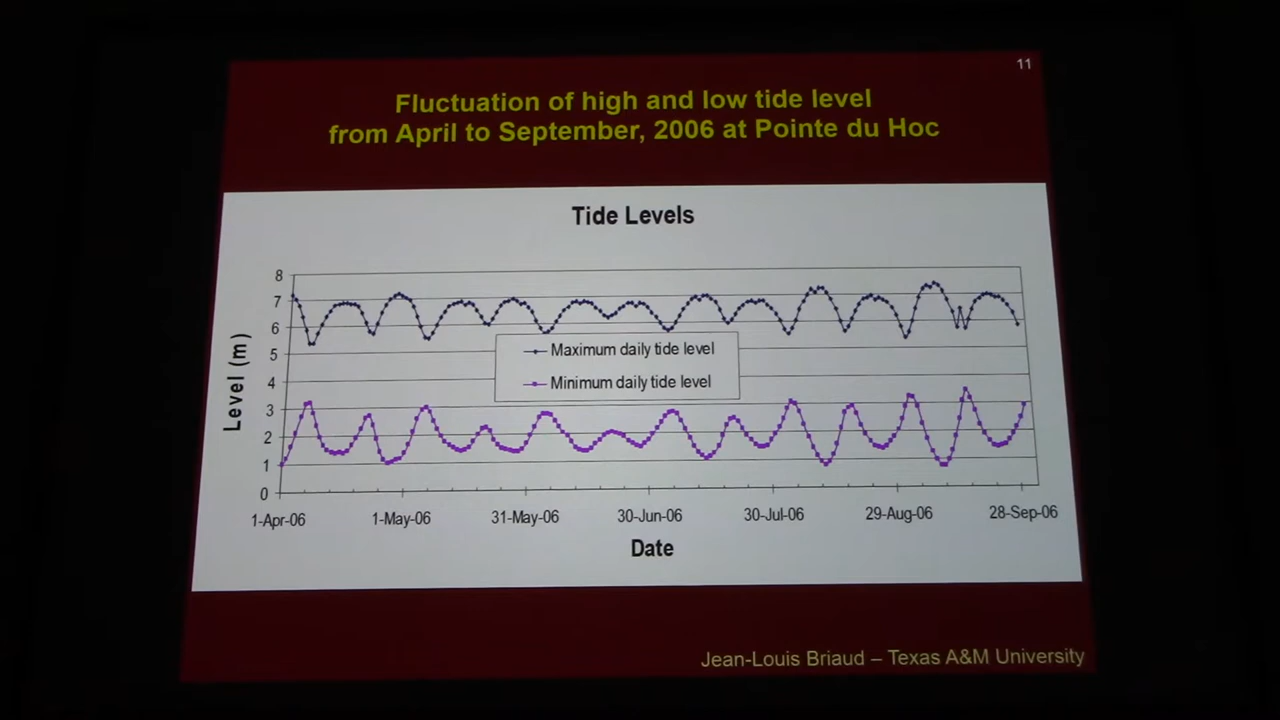 11
Fluctuation of high and low tide level
from April to September, 2006 at Pointe du Hoc
Tide Levels
8
7
6
5
4
3
2
1
0
Level (m)
Maximum daily tide level
Minimum daily tide level
1-Apr-06 1-May-06 31-May-06 30-Jun-06 30-Jul-06 29-Aug-06 28-Sep-06
Date
Jean-Louis Briaud – Texas A&M University